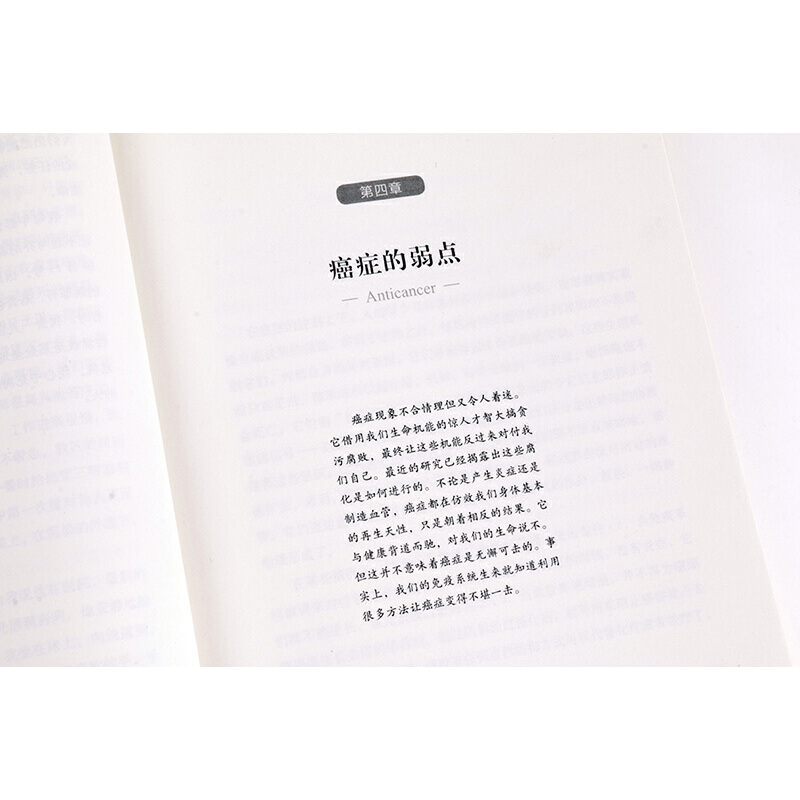 第四章
癌症的弱点
— Anticancer —
癌症现象不合情理但又令人着迷。
它借用我们生命机能的惊人才智大搞贪
污腐败，最终让这些机能反过来对付我
们自己。最近的研究已经揭露出这些腐
化是如何进行的。不论是产生炎症还是
制造血管，癌症都在仿效我们身体基本
的再生天性，只是朝着相反的结果。它
与健康背道而驰，对我们的生命说不。
但这并不意味着癌症是无懈可击的。事
实上，我们的免疫系统生来就知道利用
很多方法让癌症变得不堪一击。